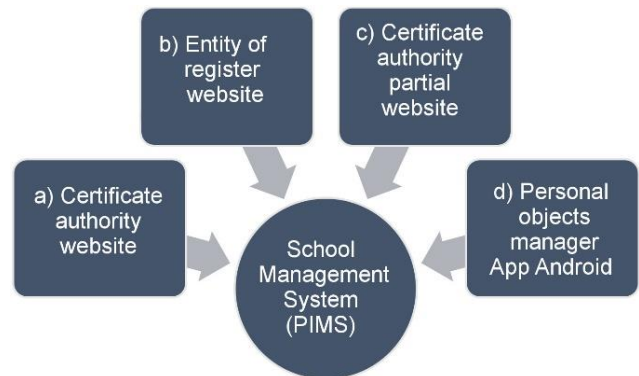 b) Entity of
register
website
c) Certificate
authority
partial
website
a) Certificate
authority
website
d) Personal
objects
manager
App Android
School
Management
System
(PIMS)